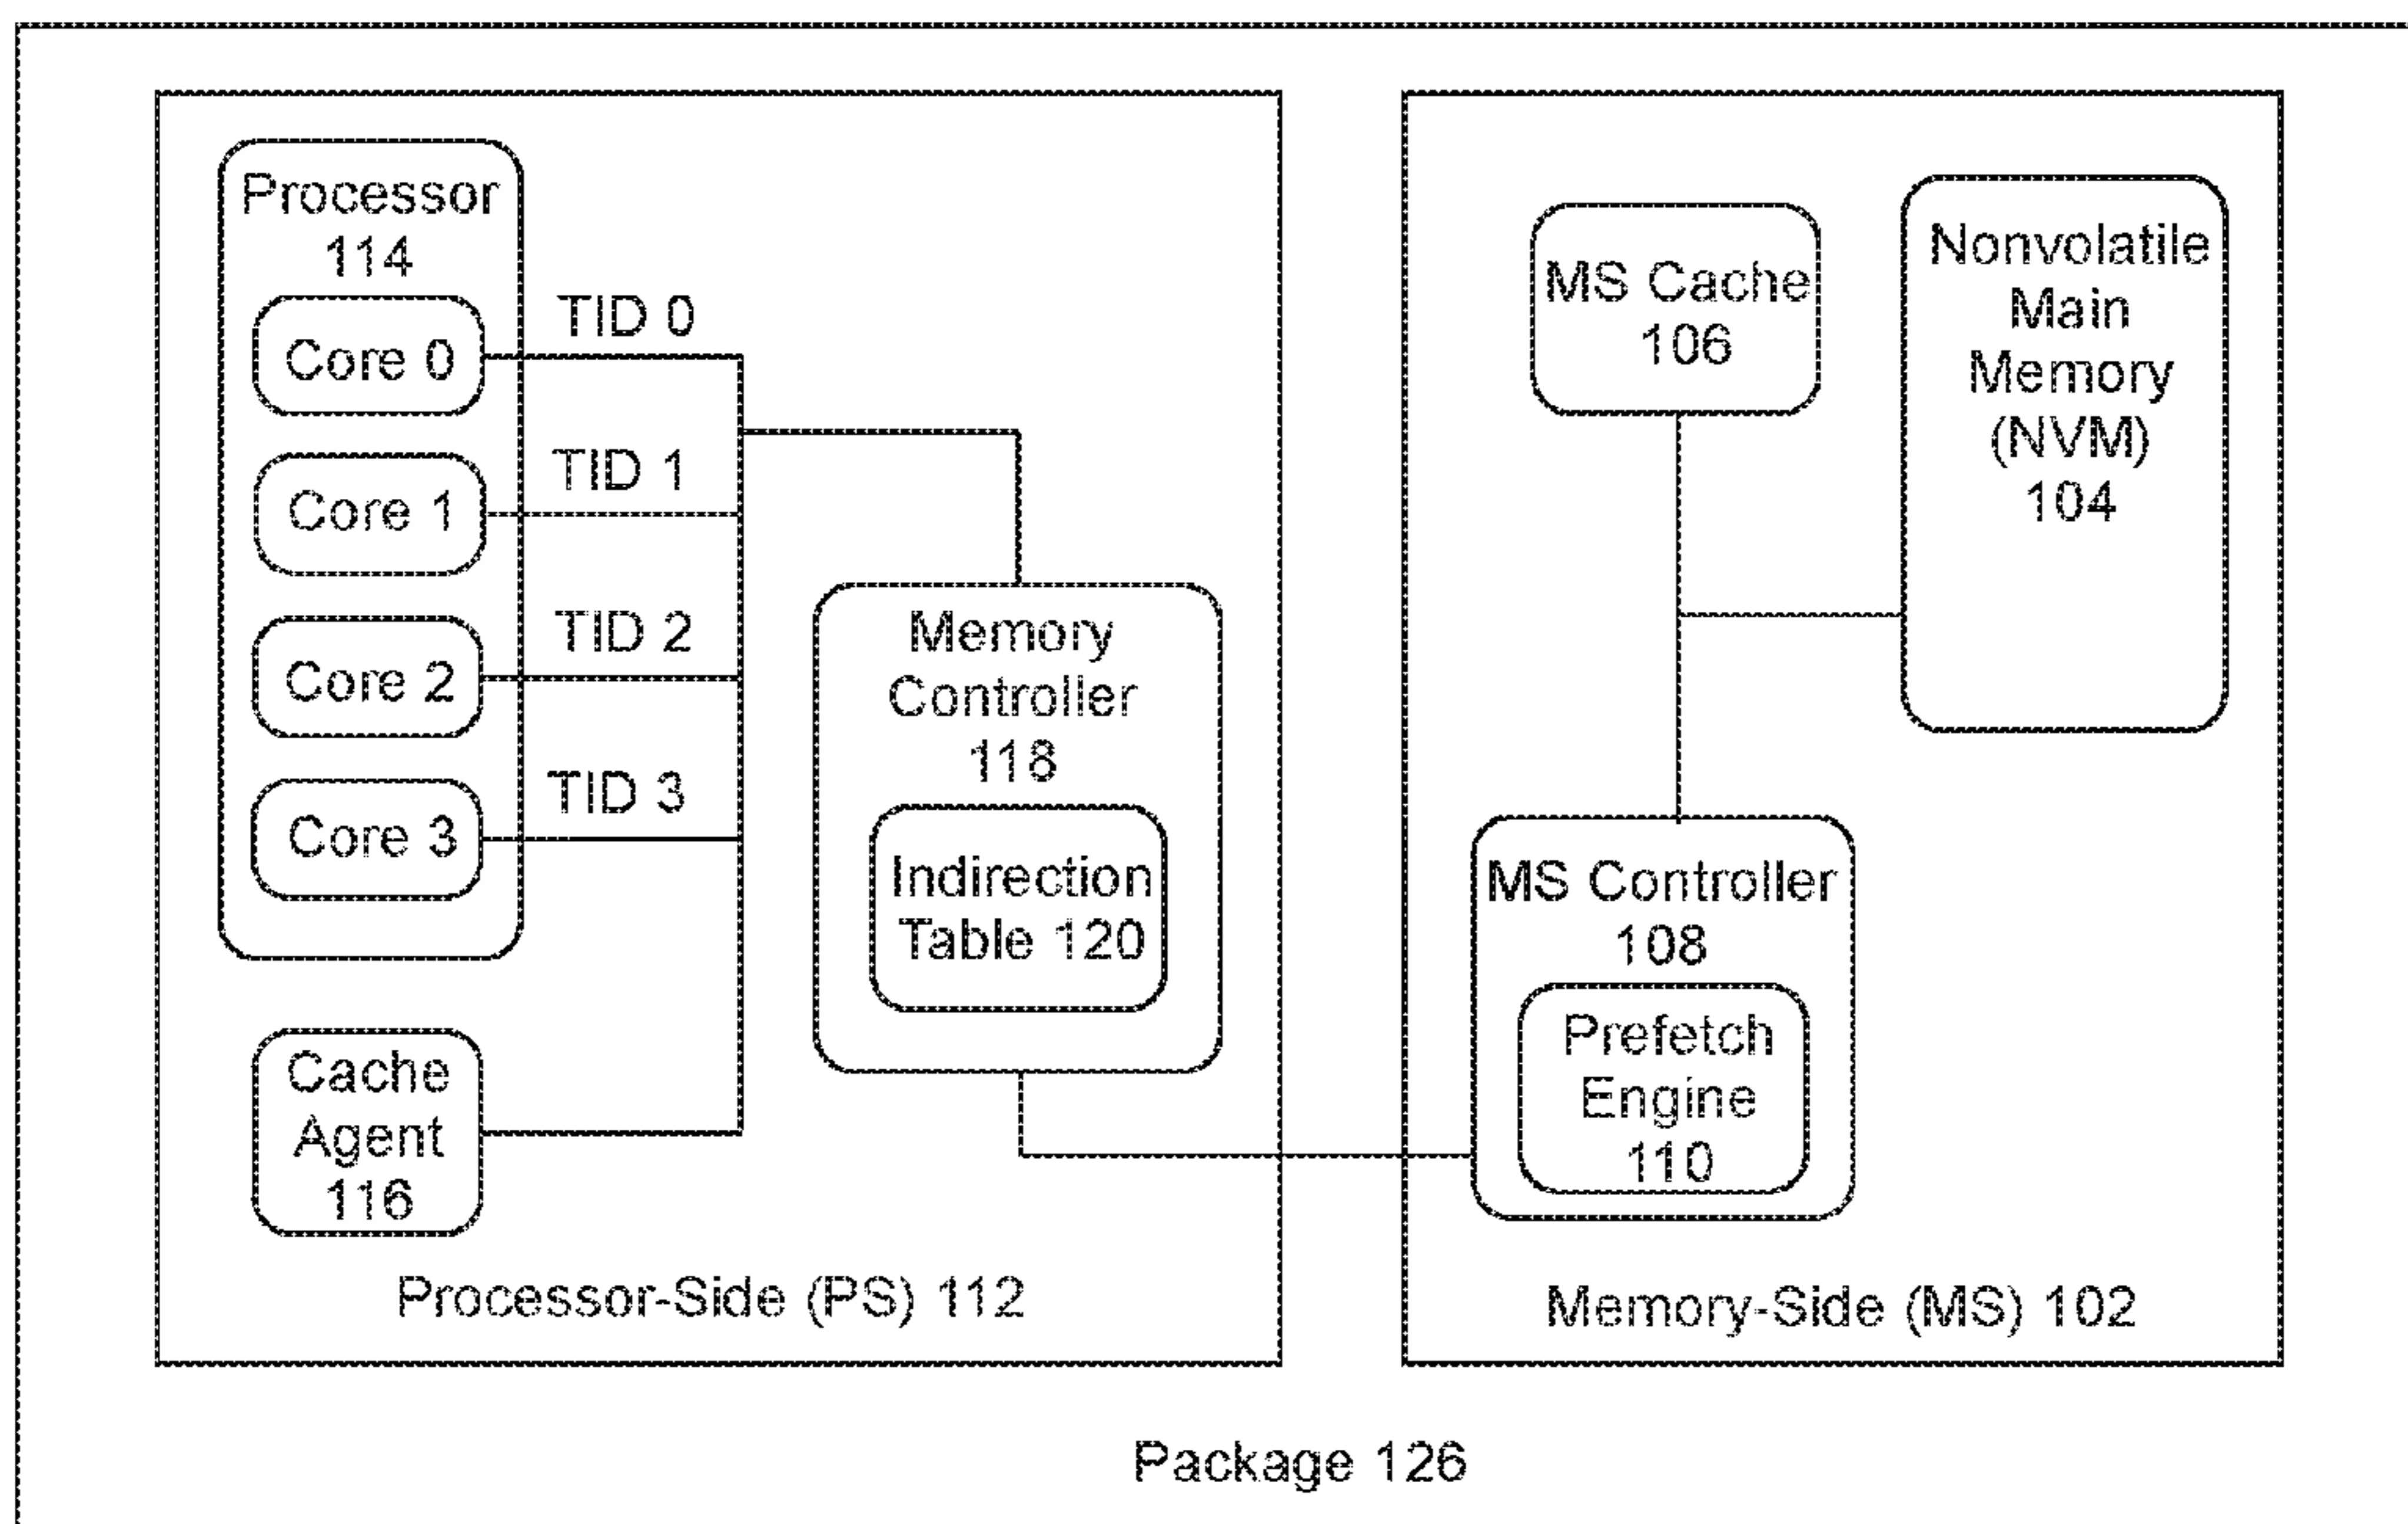 Processor
114
Core 0
Core 1
Core 2
Core 3
TID 0
TID 1
TID 2
TID 3
Cache
Agent
116
Memory
Controller
118
Indirection
Table 120
Processor-Side (PS) 112
MS Cache
106
Nonvolatile
Main
Memory
(NVM)
104
MS Controller
108
Prefetch
Engine
110
Memory-Side (MS) 102
Package 126